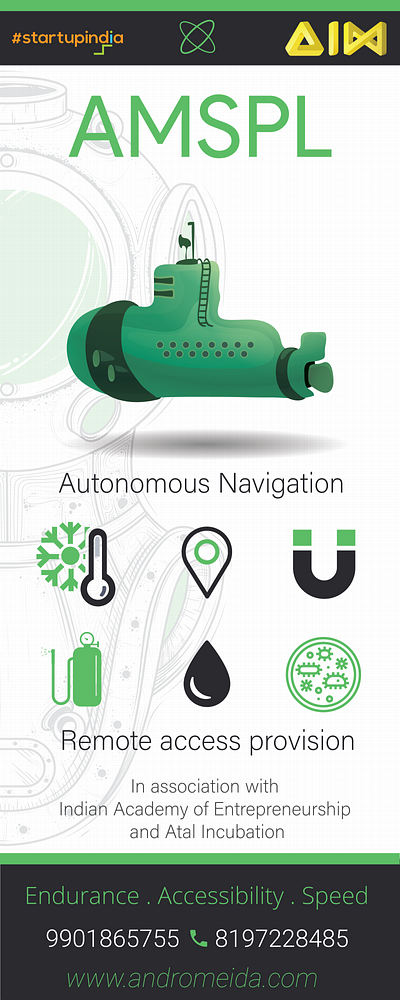 #startupindia
AIM
AMSPL
Autonomous Navigation
Remote access provision
In association with
Indian Academy of Entrepreneurship
and Atal Incubation
Endurance . Accessibility . Speed
9901865755 8197228485
www.andromeida.com